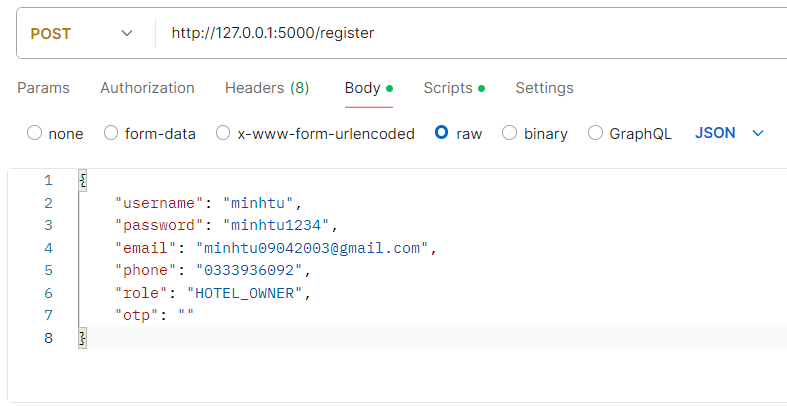 POST http://127.0.0.1:5000/register
Params Authorization Headers (8) Body Scripts Settings
none form-data x-www-form-urlencoded raw binary GraphQL JSON
1 {
2 "username": "minhtu",
3 "password": "minhtu1234",
4 "email": "minhtu09042003@gmail.com",
5 "phone": "0333936092",
6 "role": "HOTEL_OWNER",
7 "otp": ""
8 }